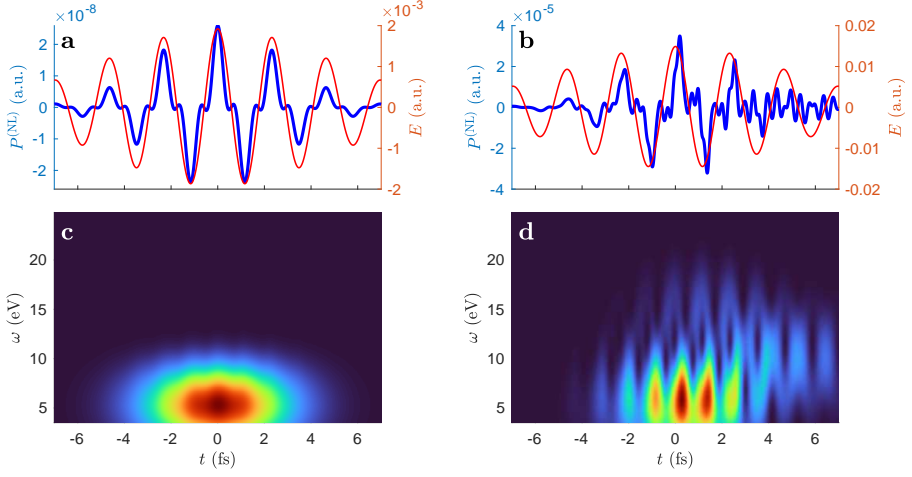 ×10⁻⁸ ×10⁻³ ×10⁻⁵
a b
2 1 0 -1 -2
P^(NL) (a.u.)
2 1 0 -1 -2
E (a.u.)
4 2 0 -2 -4
P^(NL) (a.u.)
0.02 0.01 0 -0.01 -0.02
E (a.u.)
c d
20 15 10 5
ω (eV)
20 15 10 5
ω (eV)
-6 -4 -2 0 2 4 6
-6 -4 -2 0 2 4 6
t (fs)
t (fs)